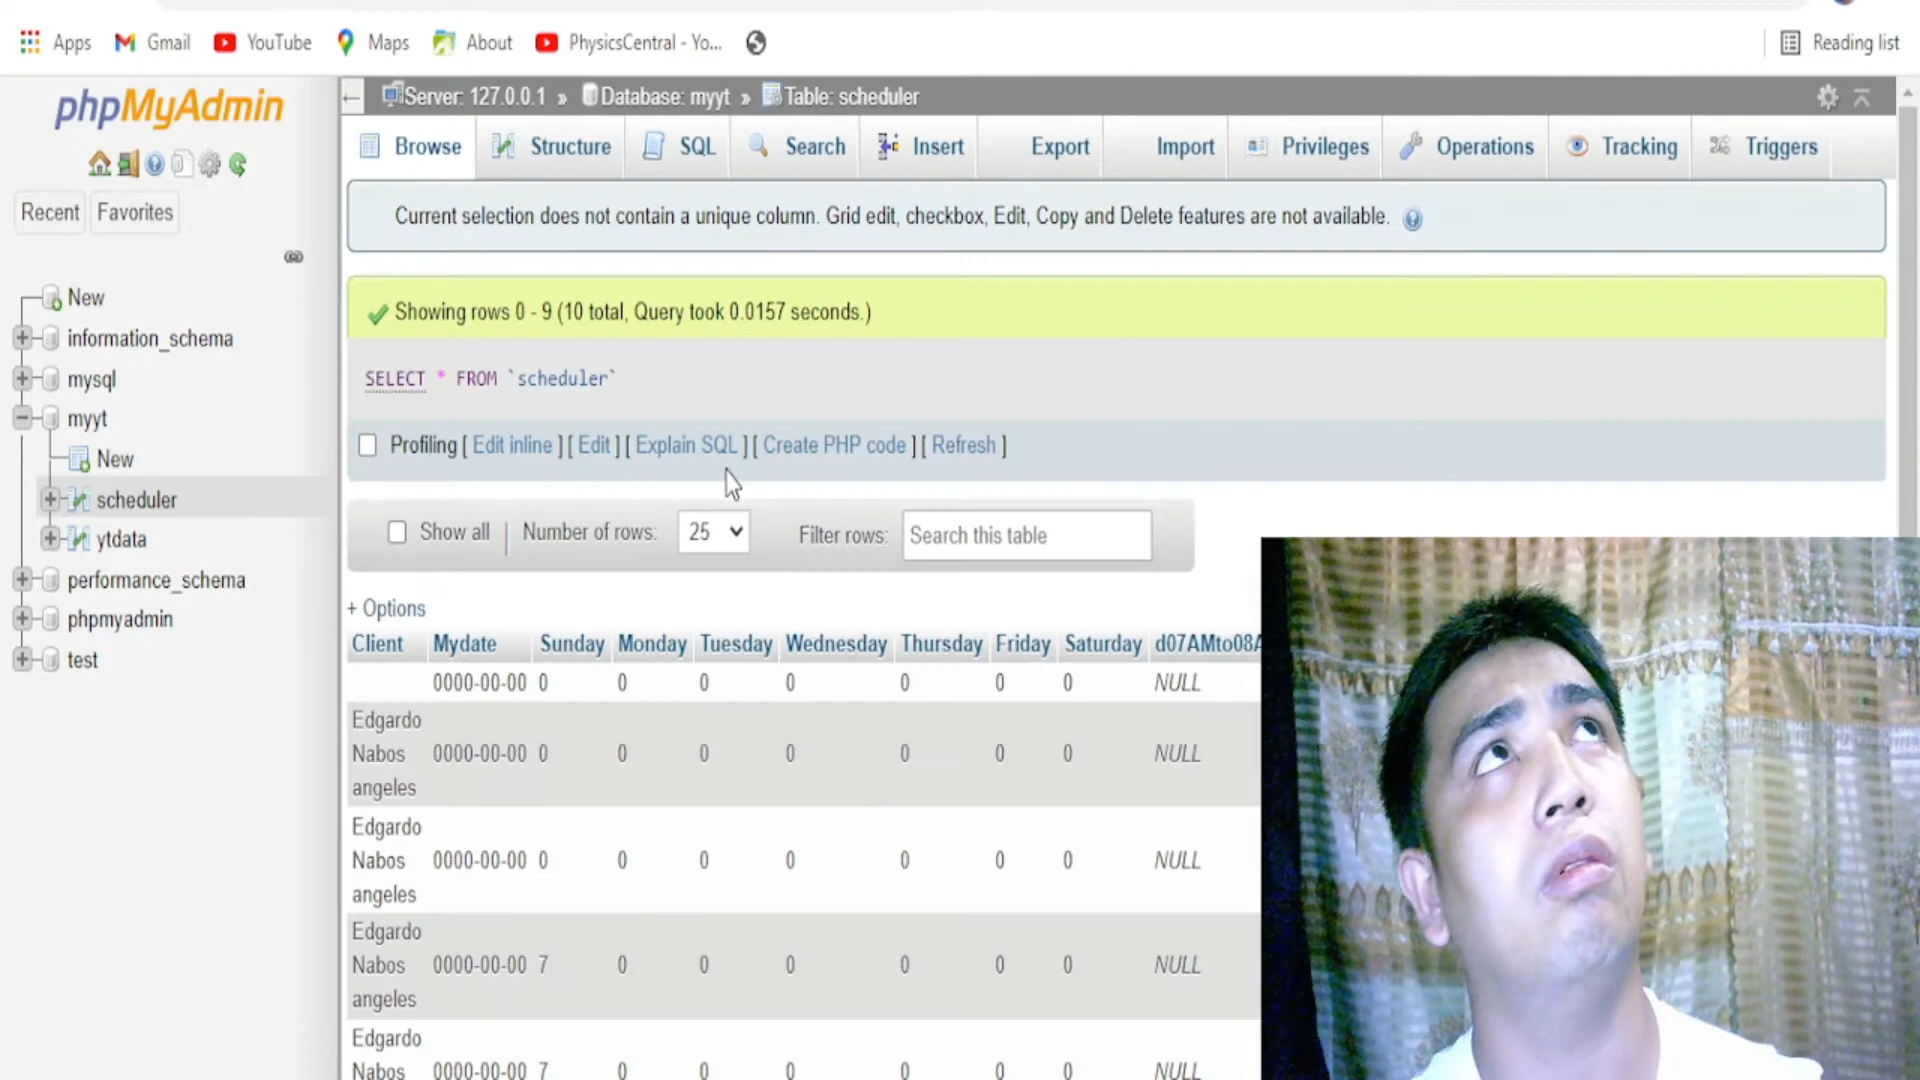 Apps Gmail YouTube Maps About PhysicsCentral - Yo... Reading list
phpMyAdmin
Server: 127.0.0.1 » Database: myyt » Table: scheduler
Browse Structure SQL Search Insert Export Import Privileges Operations Tracking Triggers
Recent Favorites
Current selection does not contain a unique column. Grid edit, checkbox, Edit, Copy and Delete features are not available.
New
information_schema
mysql
myyt
New
scheduler
ytdata
performance_schema
phpmyadmin
test
Showing rows 0 - 9 (10 total, Query took 0.0157 seconds.)
SELECT * FROM `scheduler`
Profiling [ Edit inline ] [ Edit ] [ Explain SQL ] [ Create PHP code ] [ Refresh ]
Show all | Number of rows: 25 Filter rows: Search this table
+ Options
Client Mydate Sunday Monday Tuesday Wednesday Thursday Friday Saturday d07AMto08A
0000-00-00 0 0 0 0 0 0 0 NULL
Edgardo
Nabos 0000-00-00 0 0 0 0 0 0 0 NULL
angeles
Edgardo
Nabos 0000-00-00 0 0 0 0 0 0 0 NULL
angeles
Edgardo
Nabos 0000-00-00 7 0 0 0 0 0 0 NULL
angeles
Edgardo
Nabos 0000-00-00 7 0 0 0 0 0 0 NULL